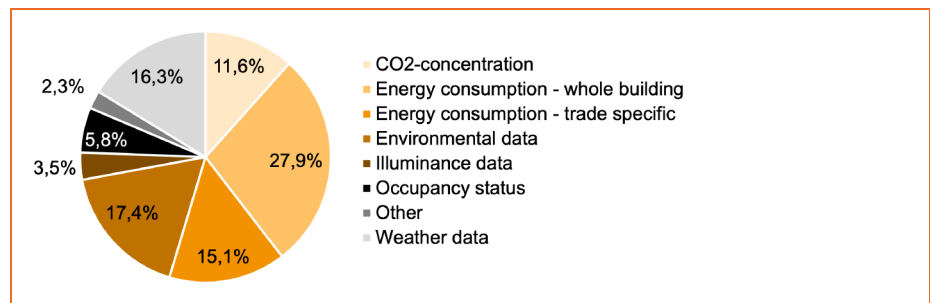 11,6%
16,3%
2,3%
5,8%
27,9%
3,5%
17,4%
15,1%
CO2-concentration
Energy consumption - whole building
Energy consumption - trade specific
Environmental data
Illuminance data
Occupancy status
Other
Weather data